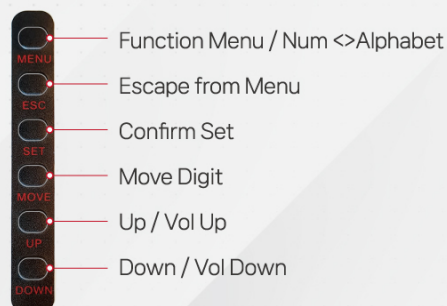 MENU
Function Menu / Num <>Alphabet
ESC
Escape from Menu
SET
Confirm Set
MOVE
Move Digit
UP
Up / Vol Up
DOWN
Down / Vol Down